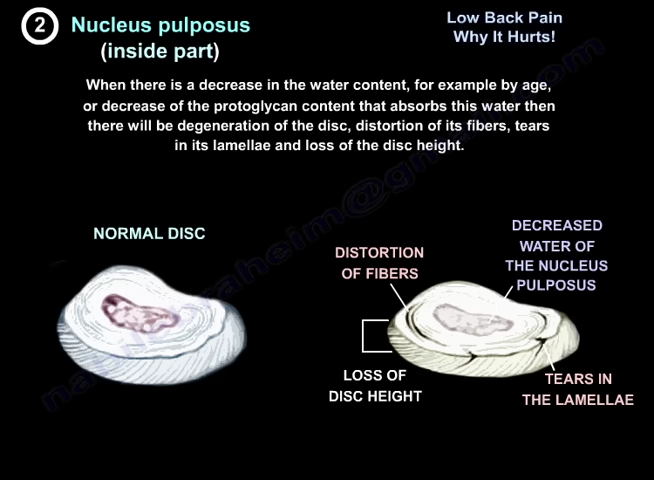 2
Nucleus pulposus
(inside part)
Low Back Pain
Why It Hurts!
When there is a decrease in the water content, for example by age,
or decrease of the protoglycan content that absorbs this water then
there will be degeneration of the disc, distortion of its fibers, tears
in its lamellae and loss of the disc height.
NORMAL DISC
DISTORTION
OF FIBERS
DECREASED
WATER OF
THE NUCLEUS
PULPOSUS
LOSS OF
DISC HEIGHT
TEARS IN
THE LAMELLAE